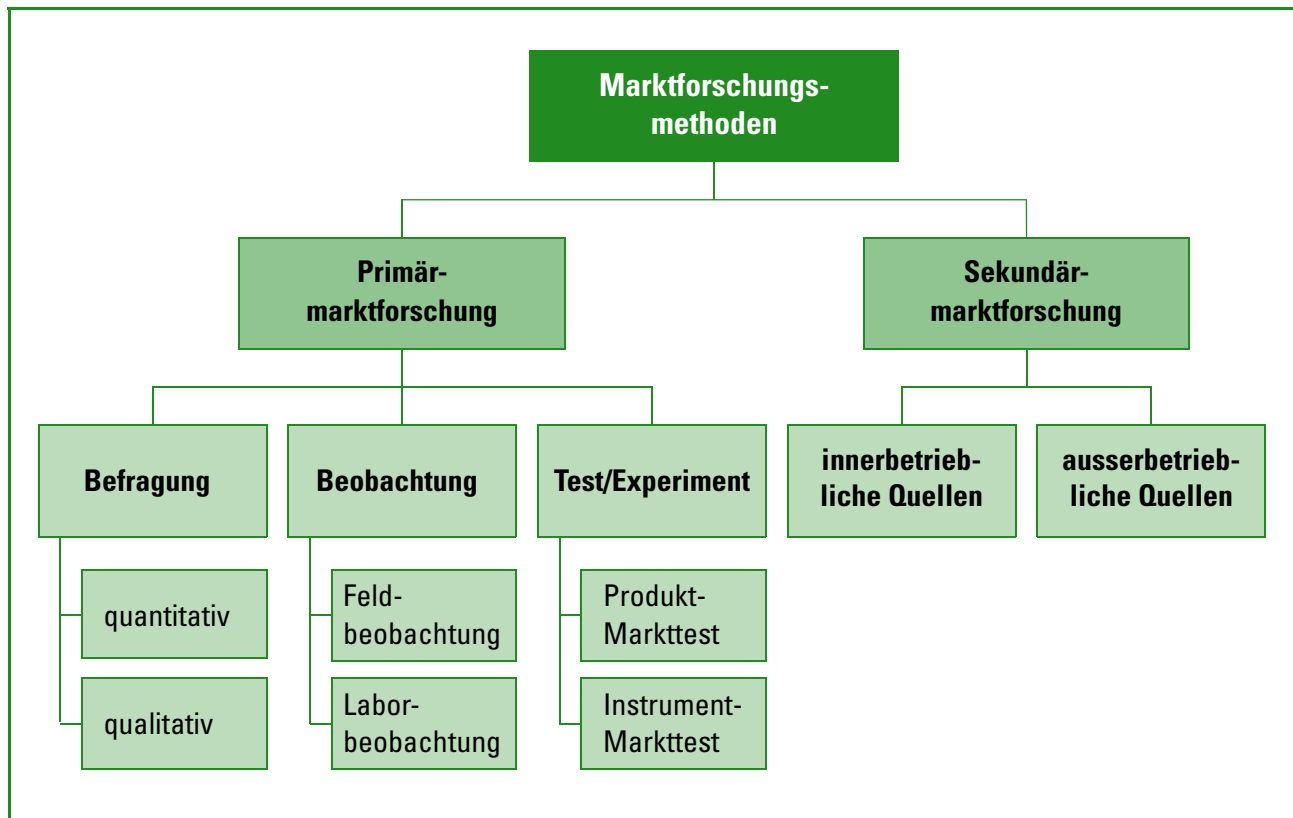 Marktforschungs-
methoden
Primär-
marktforschung
Sekundär-
marktforschung
Befragung
Beobachtung
Test/Experiment
innerbetrieb-
liche Quellen
ausserbetrieb-
liche Quellen
quantitativ
qualitativ
Feld-
beobachtung
Labor-
beobachtung
Produkt-
Markttest
Instrument-
Markttest